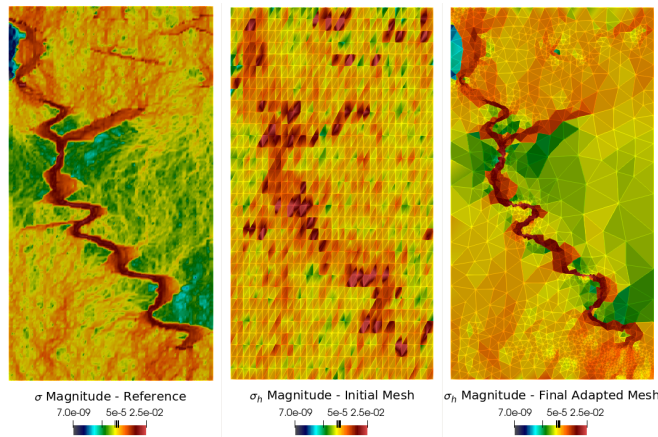 σ Magnitude - Reference
7.0e-09 5e-5 2.5e-02
σh Magnitude - Initial Mesh
7.0e-09 5e-5 2.5e-02
σh Magnitude - Final Adapted Mesh
7.0e-09 5e-5 2.5e-02